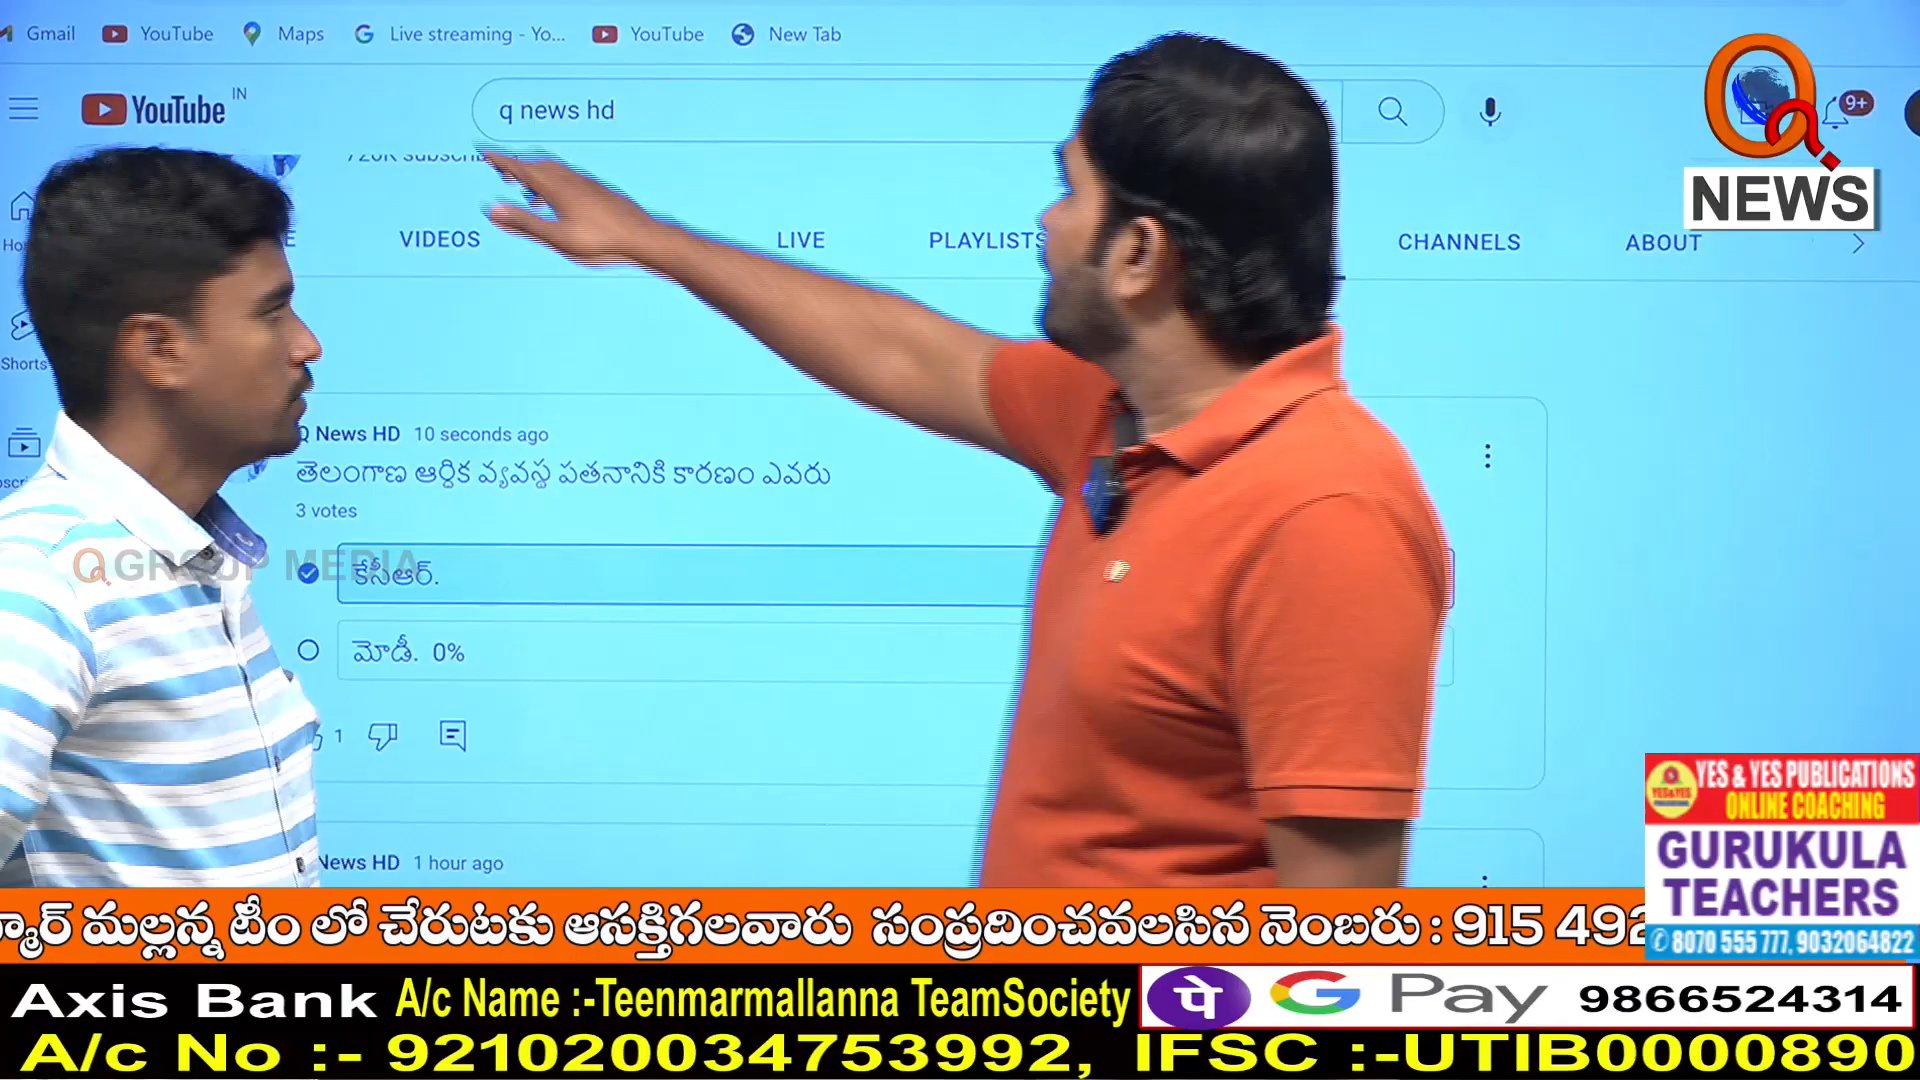 Gmail YouTube Maps Live streaming - Yo... YouTube New Tab
YouTube IN
q news hd
9+
Q
NEWS
720K subscrib
VIDEOS LIVE PLAYLISTS CHANNELS ABOUT
Shorts
Q News HD 10 seconds ago
తెలంగాణ ఆర్థిక వ్యవస్థ పతనానికి కారణం ఎవరు
3 votes
Q GROUP MEDIA
కేసీఆర్.
మోడీ. 0%
1
News HD 1 hour ago
YES & YES PUBLICATIONS
ONLINE COACHING
GURUKULA
TEACHERS
8070 555 777, 9032064822
మల్లన్న టీం లో చేరుటకు ఆసక్తిగలవారు సంప్రదించవలసిన నెంబరు : 915 492
Axis Bank A/c Name :-Teenmarmallanna TeamSociety पे G Pay 9866524314
A/c No :- 921020034753992, IFSC :-UTIB0000890